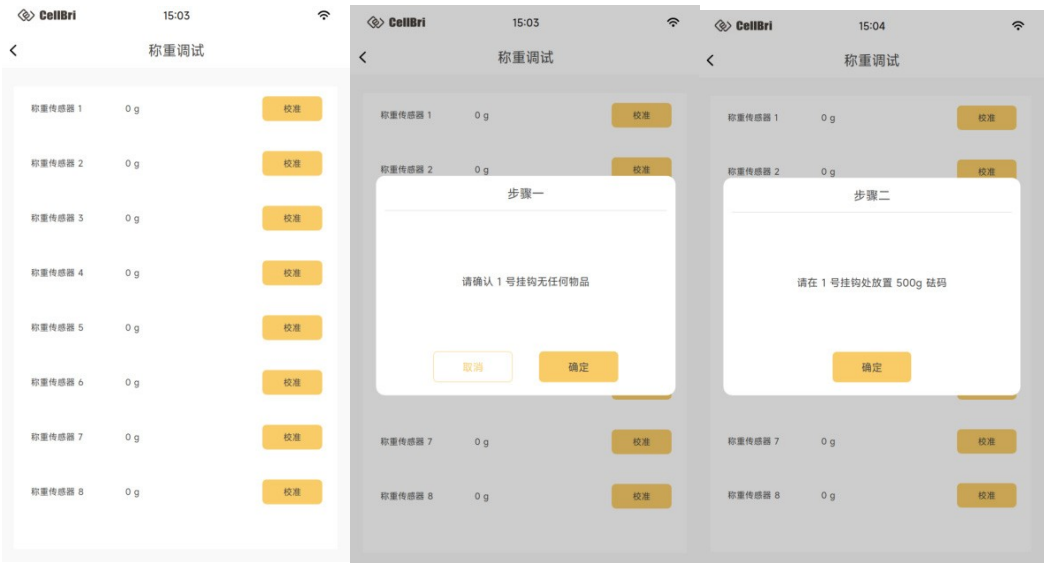 CellBri 15:03
称重调试
称重传感器 1 0 g 校准
称重传感器 2 0 g 校准
称重传感器 3 0 g 校准
称重传感器 4 0 g 校准
称重传感器 5 0 g 校准
称重传感器 6 0 g 校准
称重传感器 7 0 g 校准
称重传感器 8 0 g 校准
CellBri 15:03
称重调试
称重传感器 1 0 g 校准
称重传感器 2 0 g 校准
步骤一
请确认 1 号挂钩无任何物品
取消 确定
称重传感器 7 0 g 校准
称重传感器 8 0 g 校准
CellBri 15:04
称重调试
称重传感器 1 0 g 校准
称重传感器 2 0 g 校准
步骤二
请在 1 号挂钩处放置 500g 砝码
确定
称重传感器 7 0 g 校准
称重传感器 8 0 g 校准